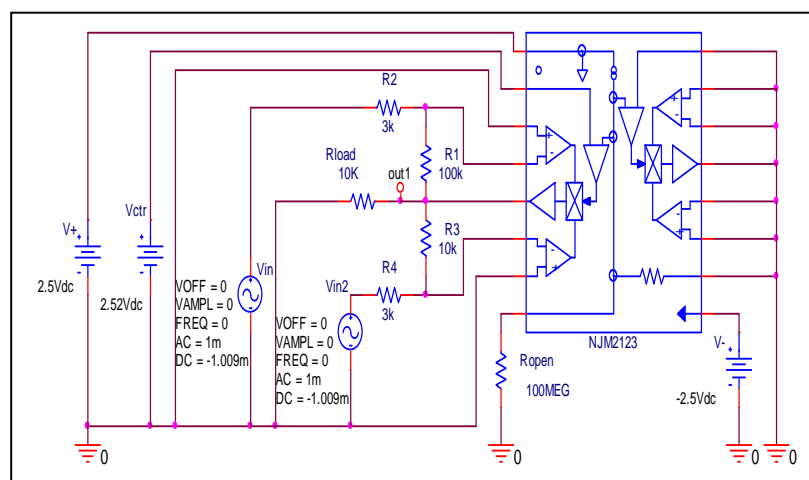 R2
3k
Rload
10K
out1
R1
100k
R3
10k
Vctr
V+
+
-
2.5Vdc
+
-
2.52Vdc
VOFF = 0
VAMPL = 0
FREQ = 0
AC = 1m
DC = -1.009m
Vin
+
-
Vin2
R4
3k
VOFF = 0
VAMPL = 0
FREQ = 0
AC = 1m
DC = -1.009m
-
+
+
-
-
+
NJM2123
Ropen
100MEG
V-
+
-
-2.5Vdc
0
0
0
0